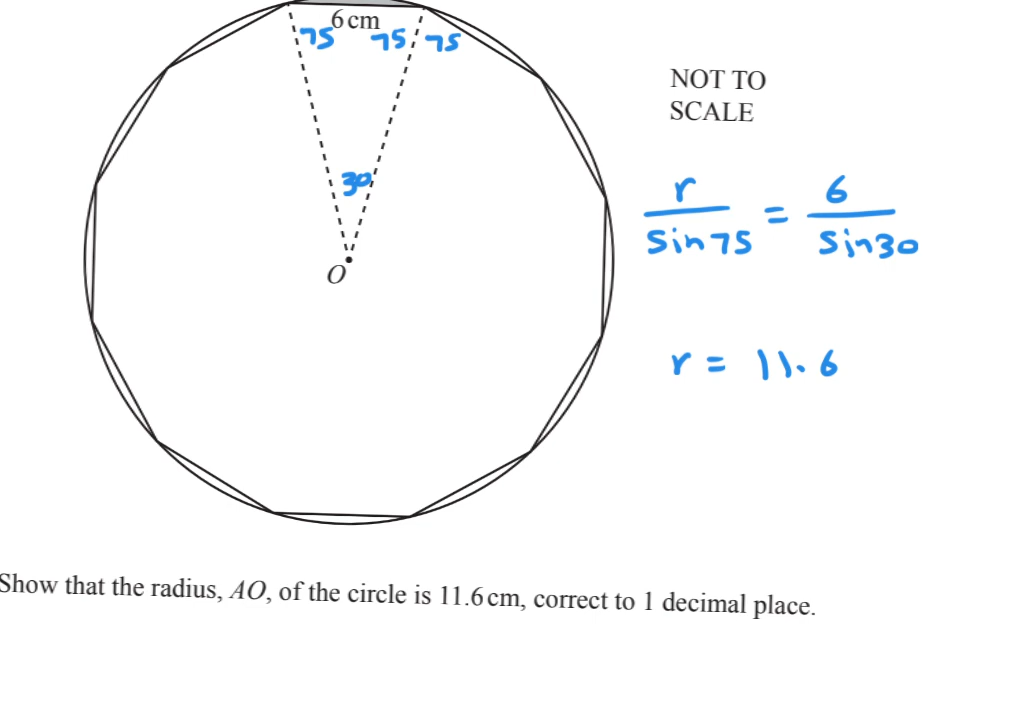 6 cm
75 75 75
NOT TO
SCALE
30
r/sin75 = 6/sin30
O
r = 11.6
Show that the radius, AO, of the circle is 11.6 cm, correct to 1 decimal place.